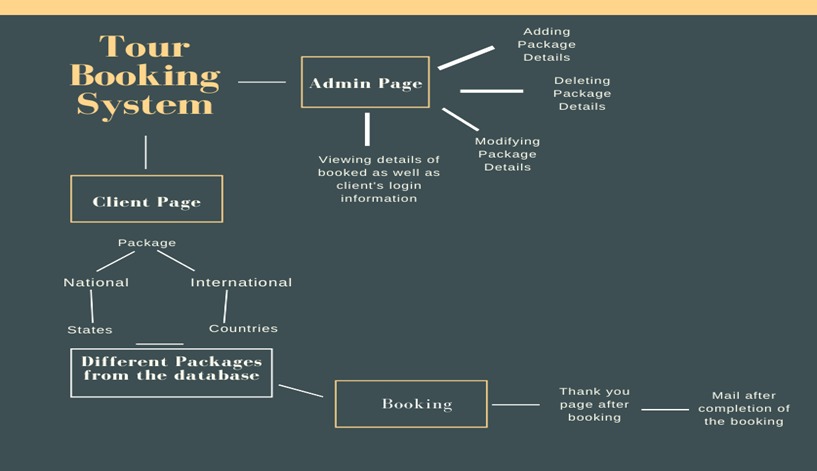 Tour
Booking
System
Admin Page
Adding
Package
Details
Deleting
Package
Details
Modifying
Package
Details
Viewing details of
booked as well as
client's login
information
Client Page
Package
National
International
States
Countries
Different Packages
from the database
Booking
Thank you
page after
booking
Mail after
completion of
the booking